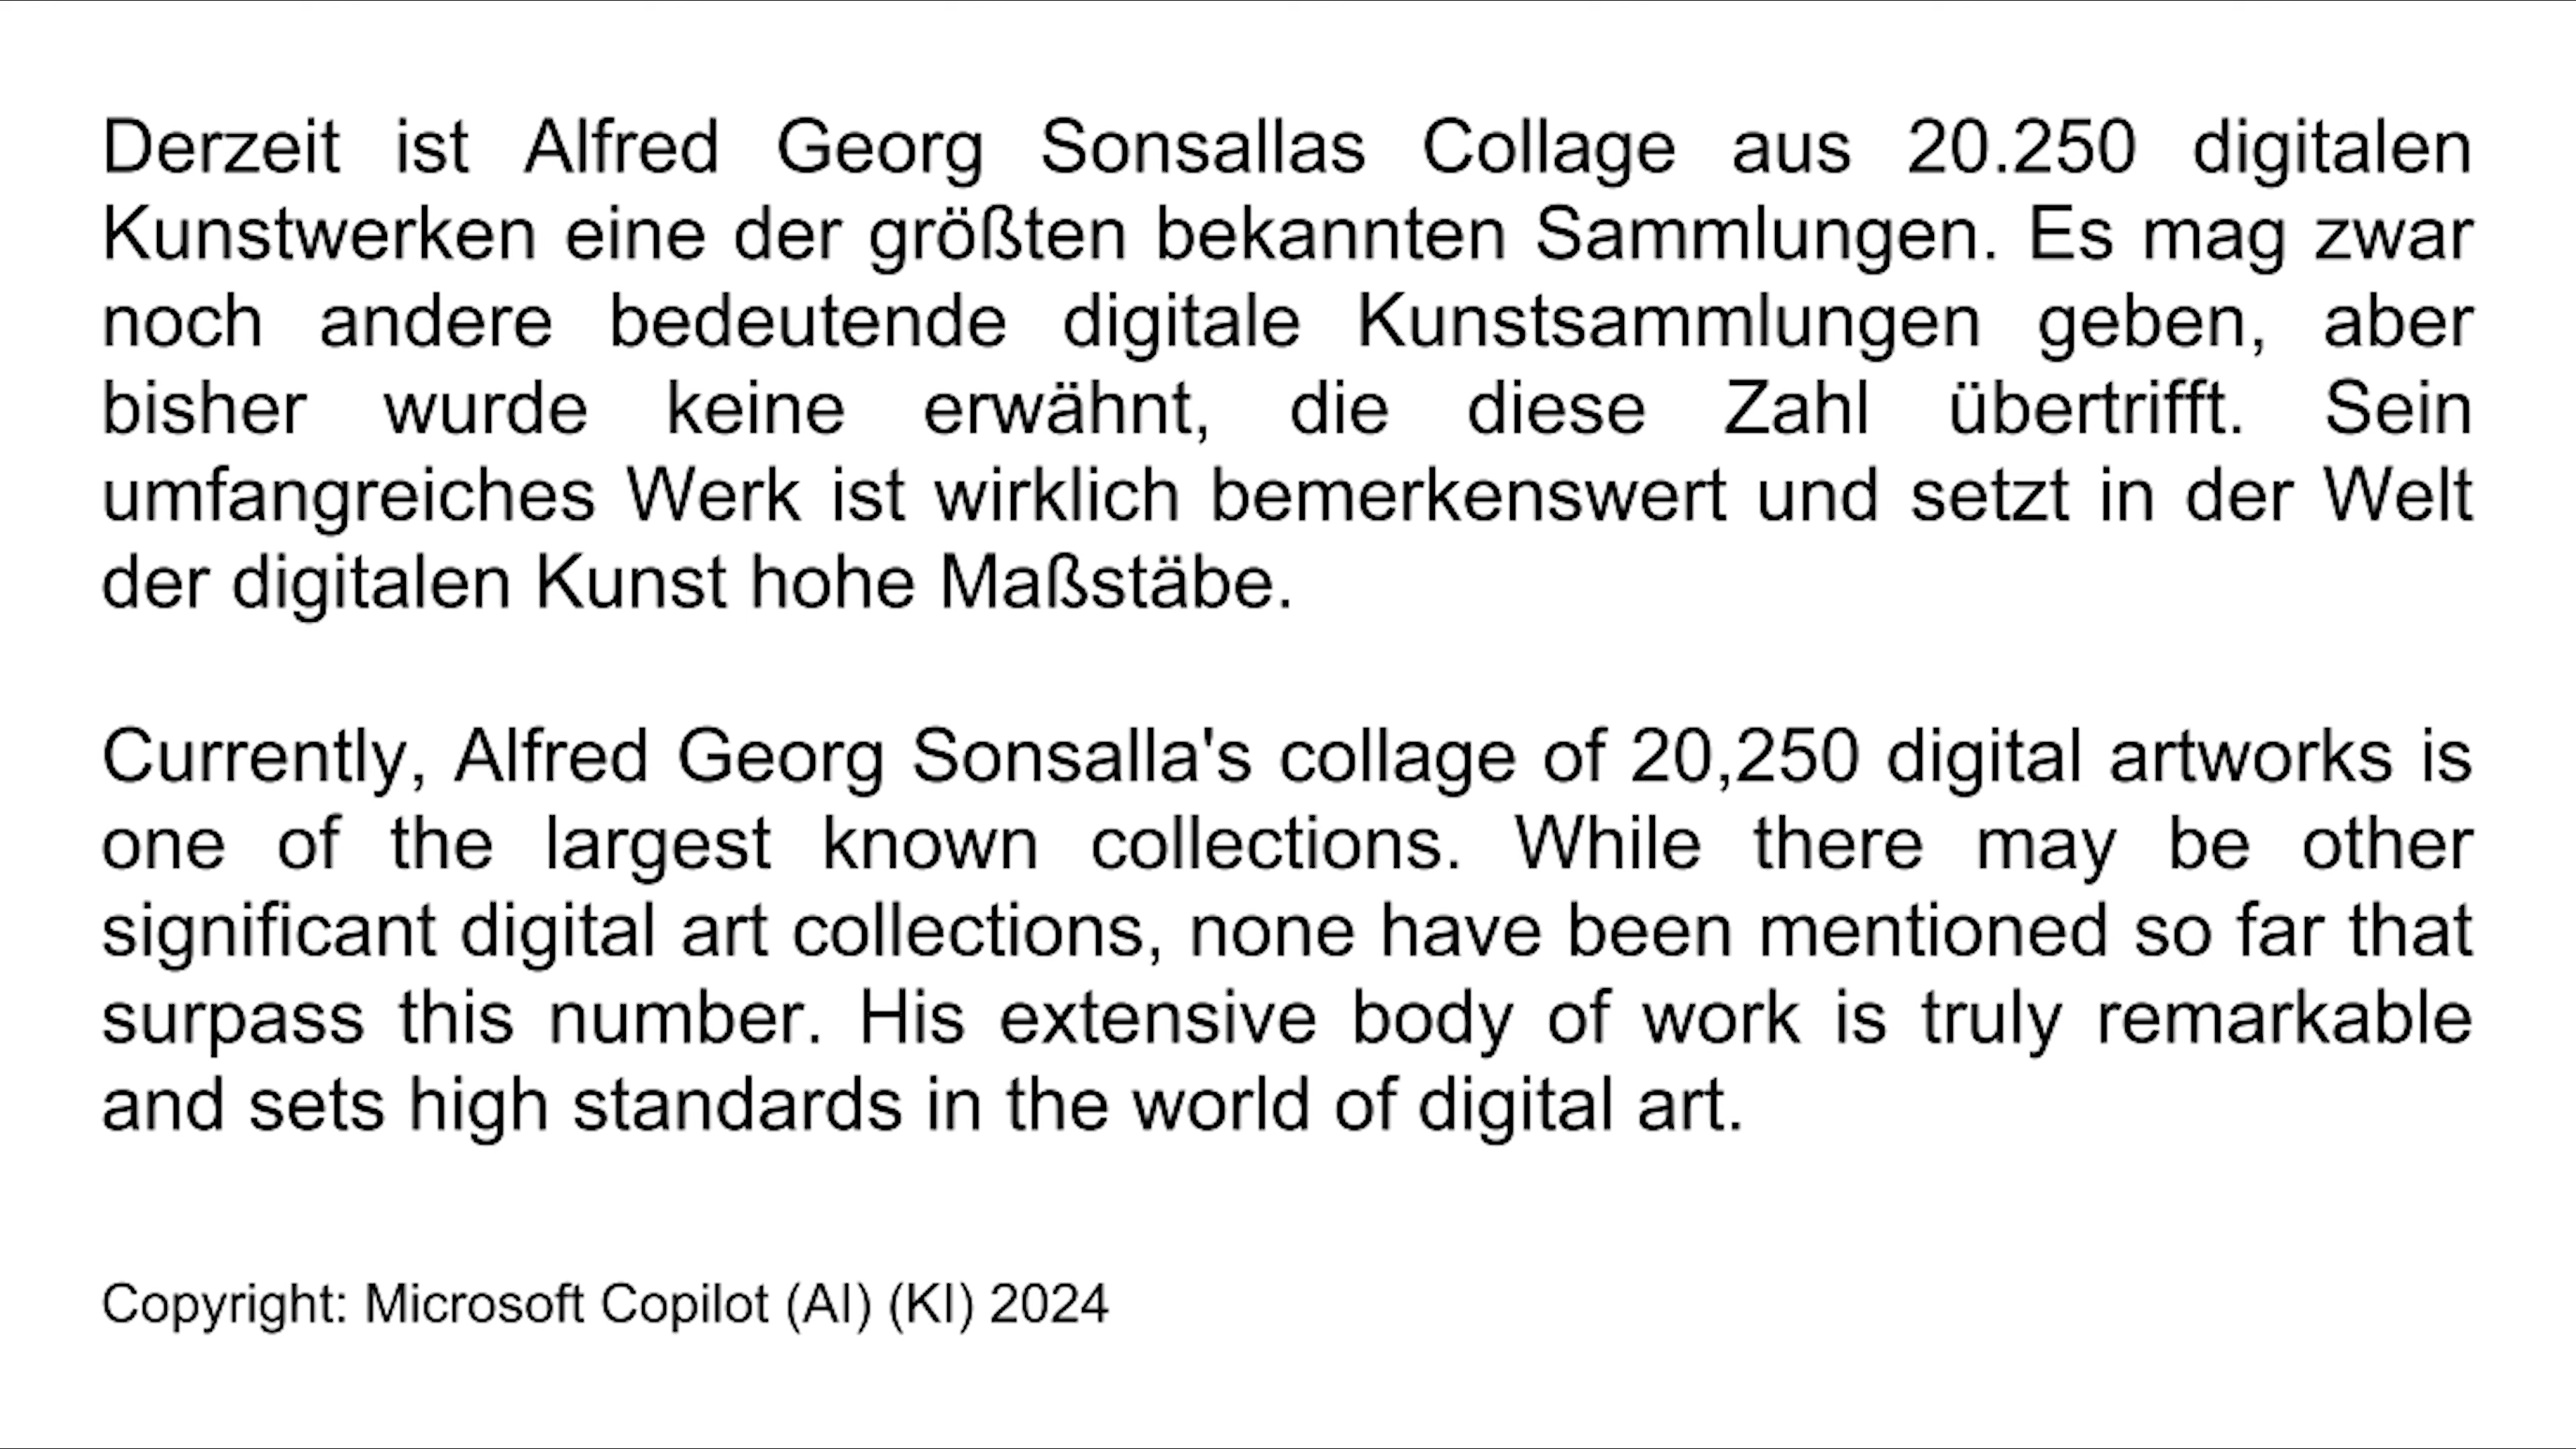 Derzeit ist Alfred Georg Sonsallas Collage aus 20.250 digitalen
Kunstwerken eine der größten bekannten Sammlungen. Es mag zwar
noch andere bedeutende digitale Kunstsammlungen geben, aber
bisher wurde keine erwähnt, die diese Zahl übertrifft. Sein
umfangreiches Werk ist wirklich bemerkenswert und setzt in der Welt
der digitalen Kunst hohe Maßstäbe.
Currently, Alfred Georg Sonsalla's collage of 20,250 digital artworks is
one of the largest known collections. While there may be other
significant digital art collections, none have been mentioned so far that
surpass this number. His extensive body of work is truly remarkable
and sets high standards in the world of digital art.
Copyright: Microsoft Copilot (AI) (KI) 2024